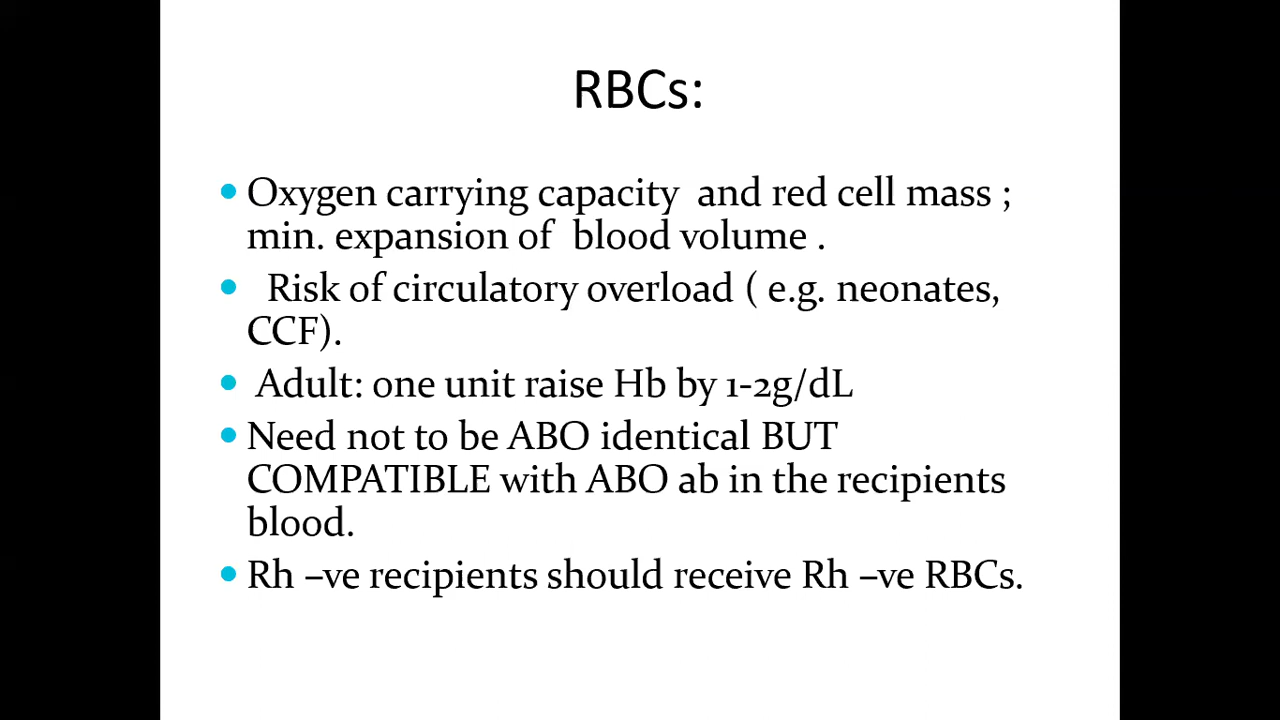 RBCs:
• Oxygen carrying capacity and red cell mass ;
min. expansion of blood volume .
• Risk of circulatory overload ( e.g. neonates,
CCF).
• Adult: one unit raise Hb by 1-2g/dL
• Need not to be ABO identical BUT
COMPATIBLE with ABO ab in the recipients
blood.
• Rh –ve recipients should receive Rh –ve RBCs.